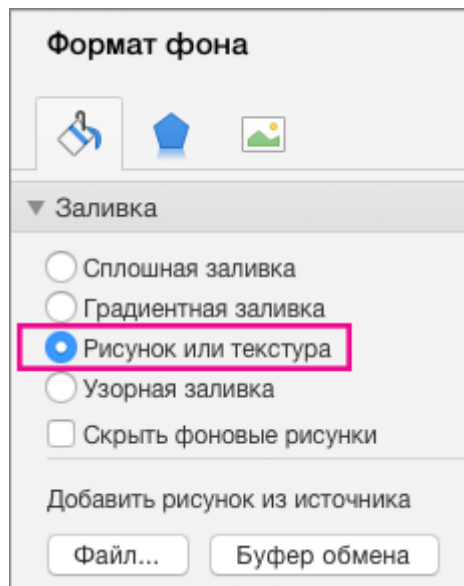 Формат фона
Заливка
Сплошная заливка
Градиентная заливка
Рисунок или текстура
Узорная заливка
Скрыть фоновые рисунки
Добавить рисунок из источника
Файл... Буфер обмена